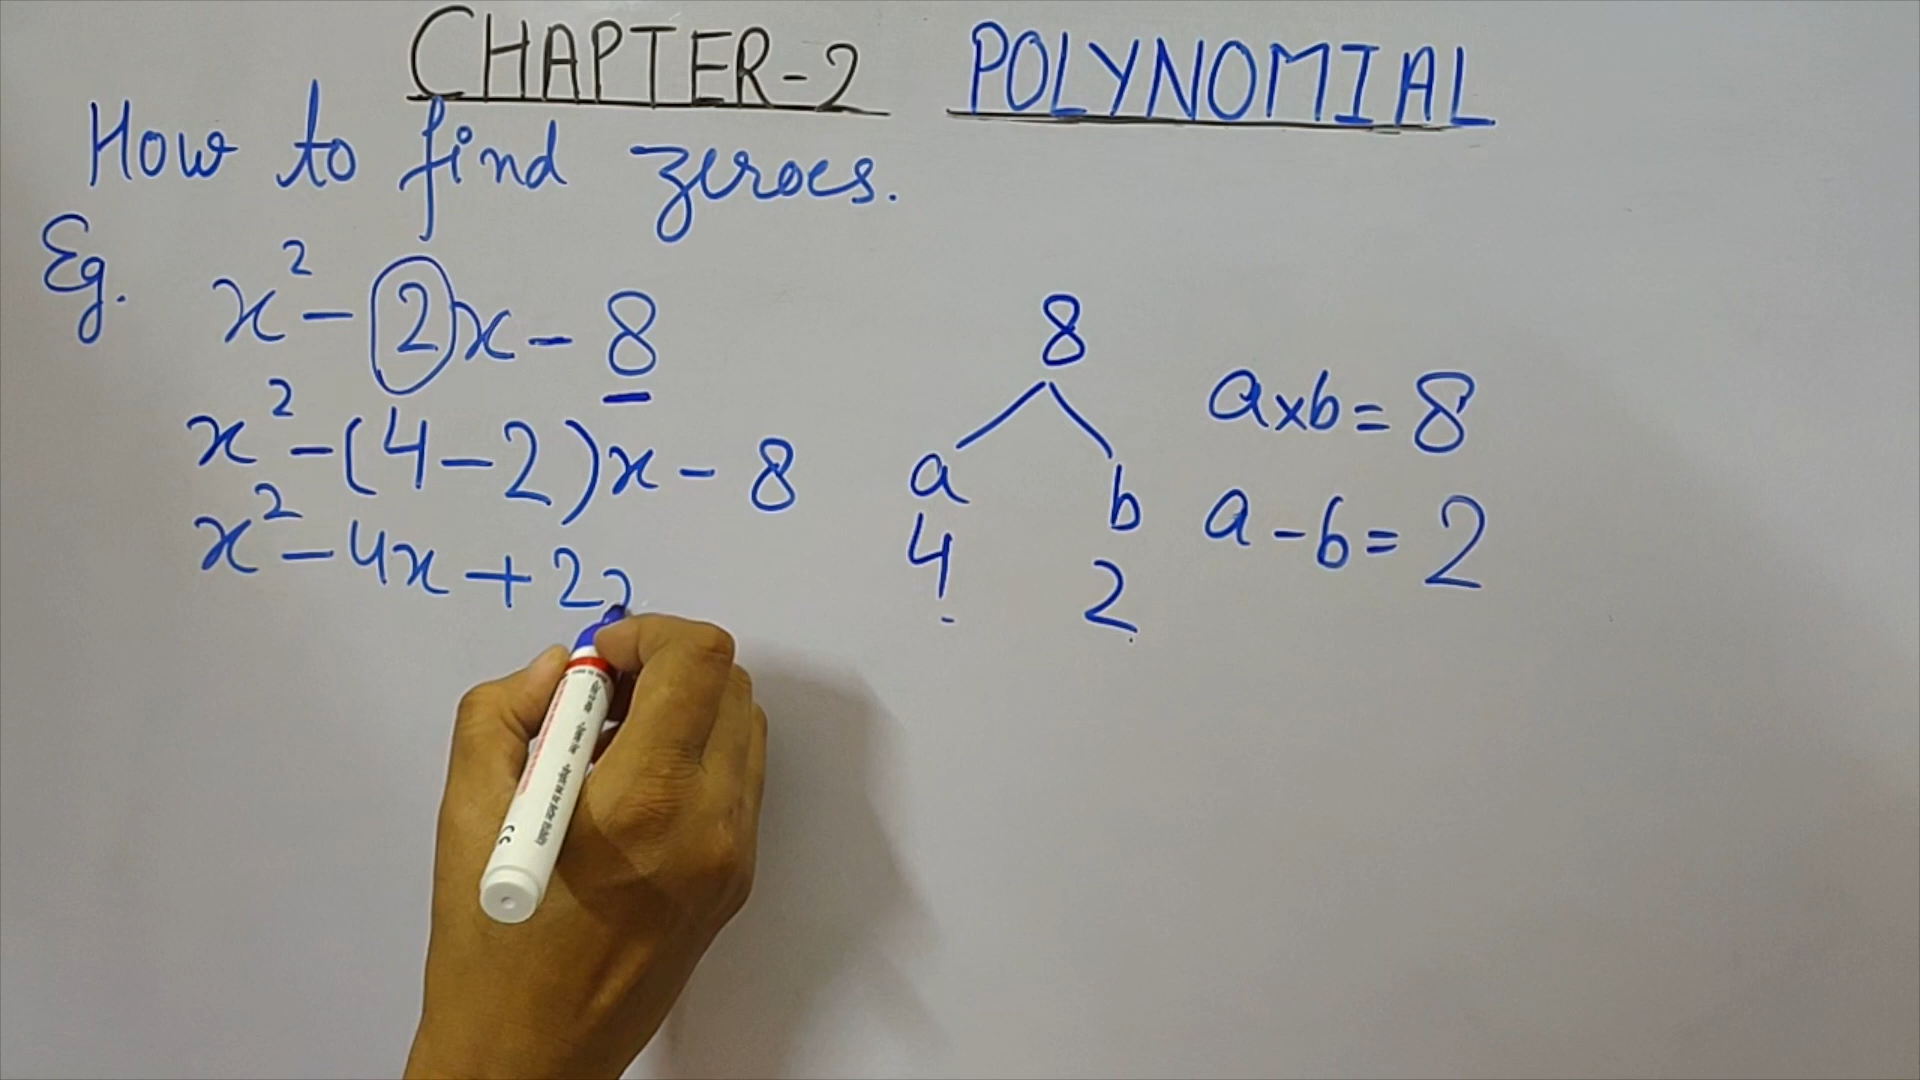 CHAPTER-2 POLYNOMIAL
How to find zeroes.
Eg. x² - 2x - 8
x² - (4 - 2)x - 8
x² - 4x + 2
8
a b
4 2
a×b = 8
a - b = 2